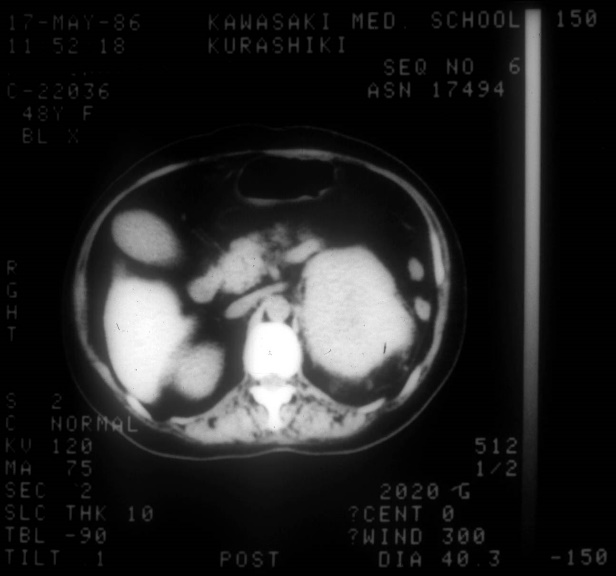 17-MAY-86 KAWASAKI MED. SCHOOL 150
11 52 18 KURASHIKI
SEQ NO 6
C-22036 ASN 17494
48Y F
BL X
R
G
H
T
S 2
C NORMAL
KV 120 512
MA 75 1/2
SEC 2 2020 G
SLC THK 10 ?CENT 0
TBL -90 ?WIND 300
TILT 1 POST DIA 40.3 -150